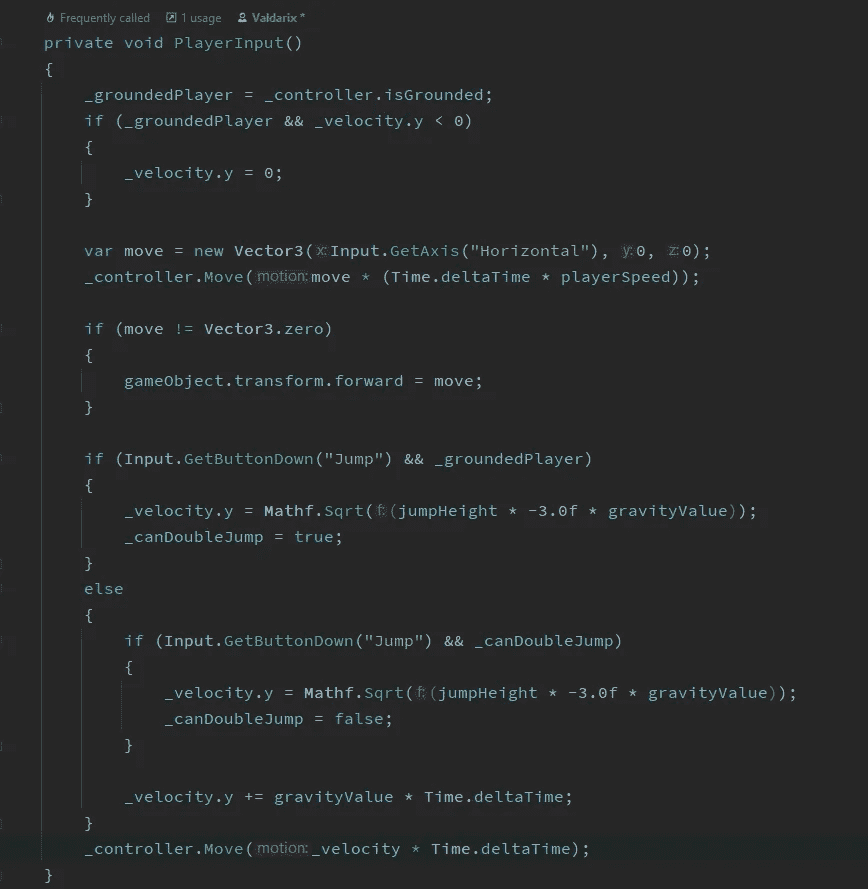 Frequently called 1 usage Valdarix *
private void PlayerInput()
{
_groundedPlayer = _controller.isGrounded;
if (_groundedPlayer && _velocity.y < 0)
{
_velocity.y = 0;
}
var move = new Vector3(x:Input.GetAxis("Horizontal"), y:0, z:0);
_controller.Move(motion:move * (Time.deltaTime * playerSpeed));
if (move != Vector3.zero)
{
gameObject.transform.forward = move;
}
if (Input.GetButtonDown("Jump") && _groundedPlayer)
{
_velocity.y = Mathf.Sqrt(f:(jumpHeight * -3.0f * gravityValue));
_canDoubleJump = true;
}
else
{
if (Input.GetButtonDown("Jump") && _canDoubleJump)
{
_velocity.y = Mathf.Sqrt(f:(jumpHeight * -3.0f * gravityValue));
_canDoubleJump = false;
}
_velocity.y += gravityValue * Time.deltaTime;
}
_controller.Move(motion:_velocity * Time.deltaTime);
}